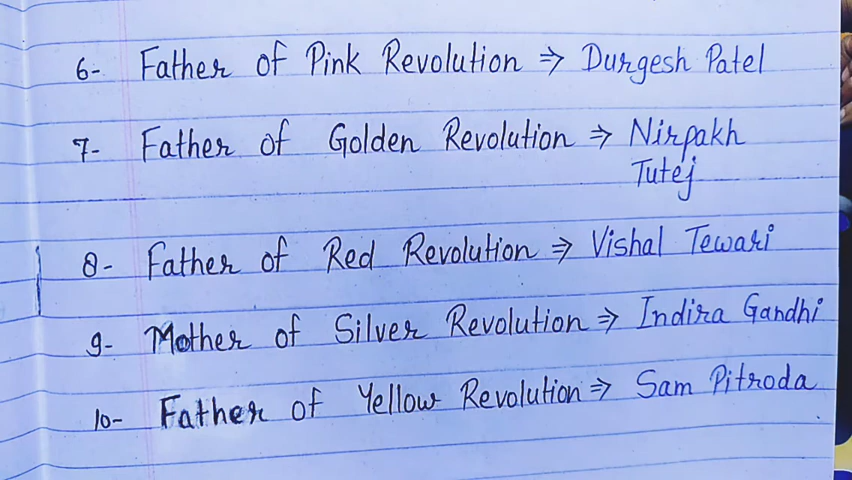 6- Father of Pink Revolution ⇒ Durgesh Patel
7- Father of Golden Revolution ⇒ Nirpakh
Tutej
8- Father of Red Revolution ⇒ Vishal Tewari
9- Mother of Silver Revolution ⇒ Indira Gandhi
10- Father of Yellow Revolution ⇒ Sam Pitroda